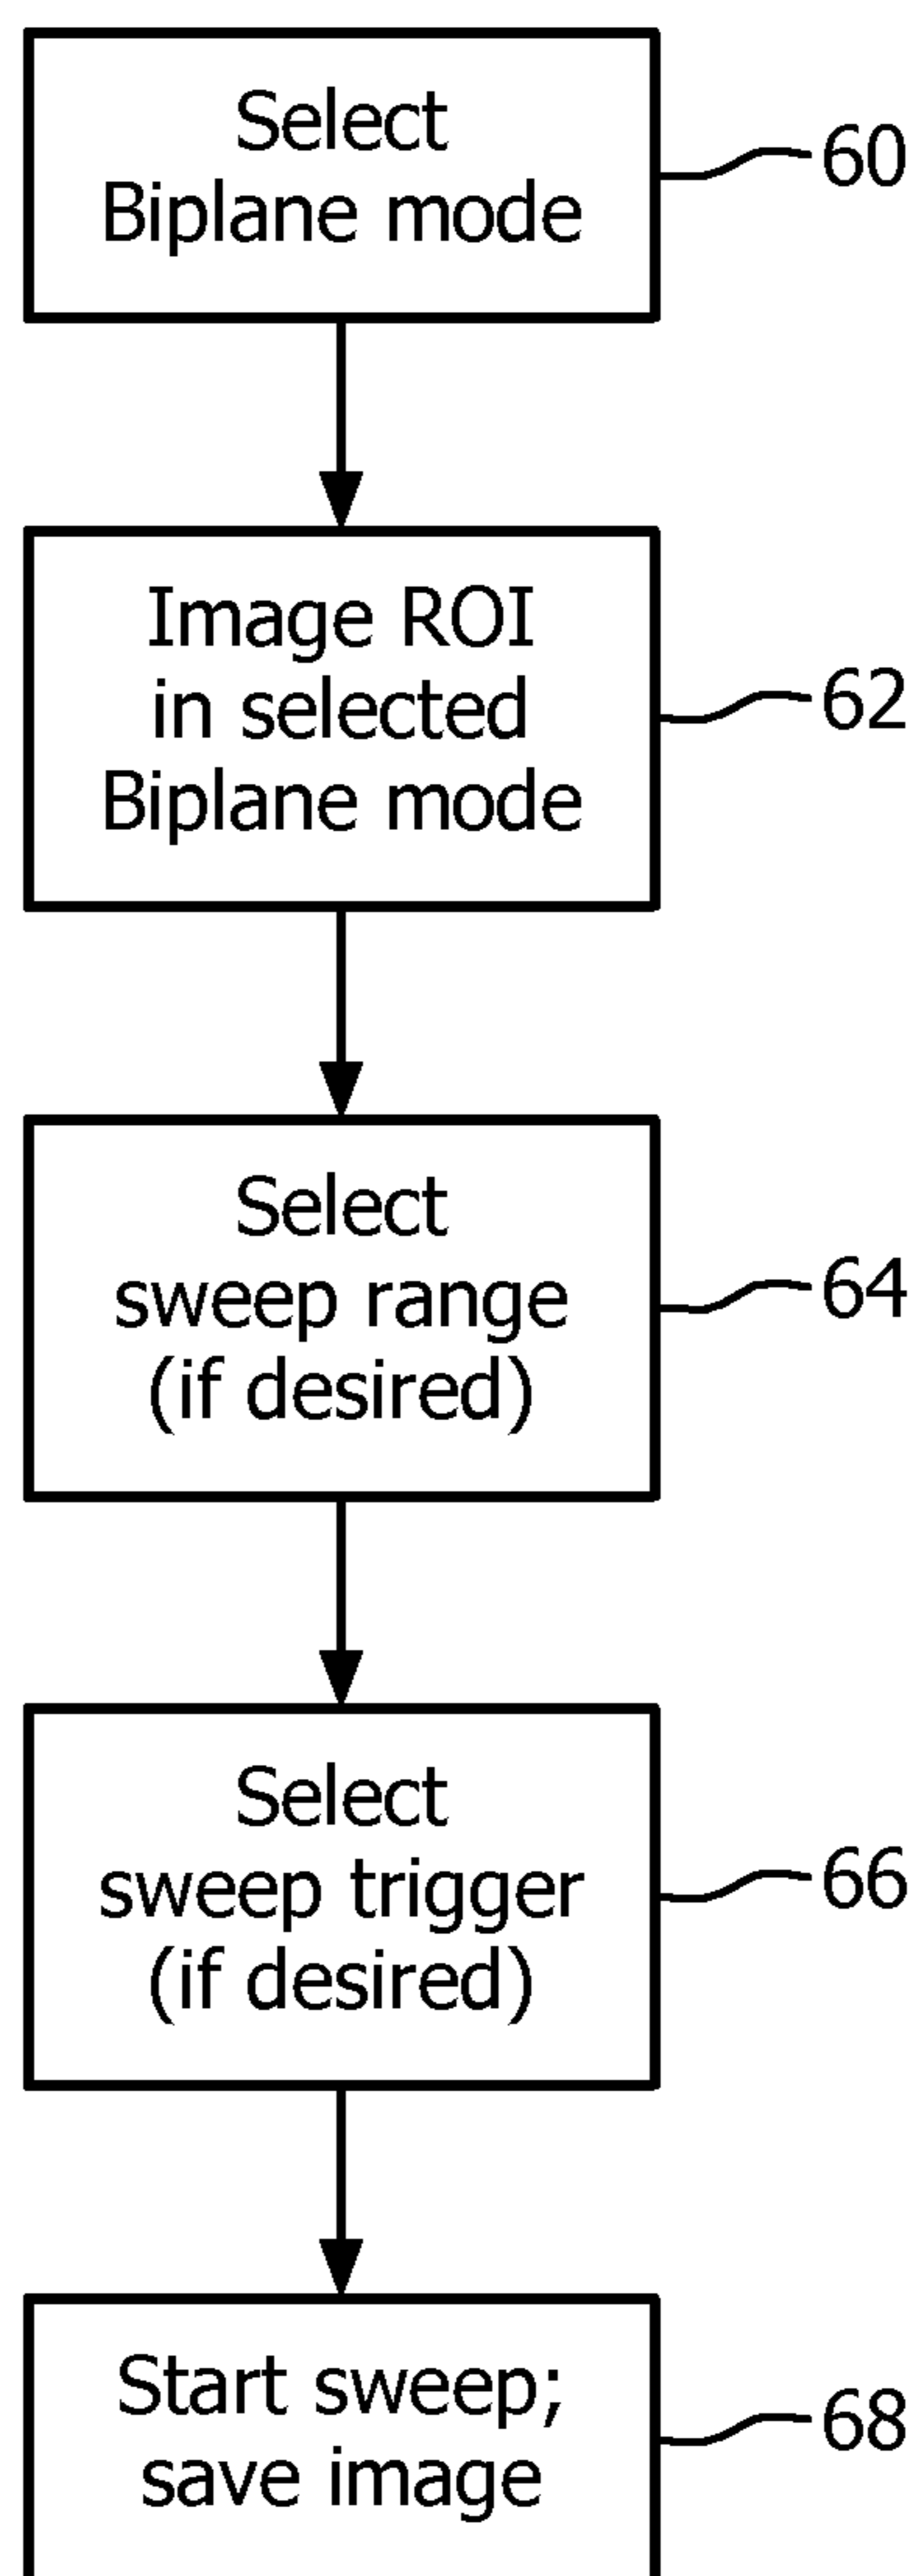 Select
Biplane mode
60
Image ROI
in selected
Biplane mode
62
Select
sweep range
(if desired)
64
Select
sweep trigger
(if desired)
66
Start sweep;
save image
68